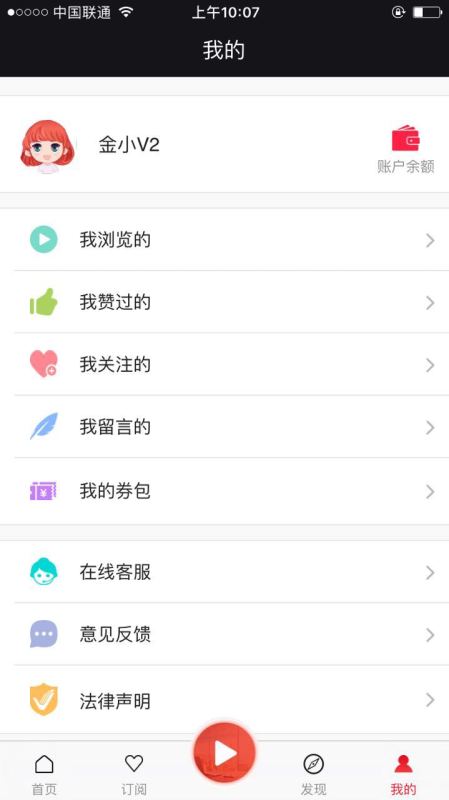 中国联通 上午10:07
我的
金小V2
账户余额
我浏览的
我赞过的
我关注的
我留言的
¥
我的券包
在线客服
意见反馈
法律声明
首页 订阅 发现 我的